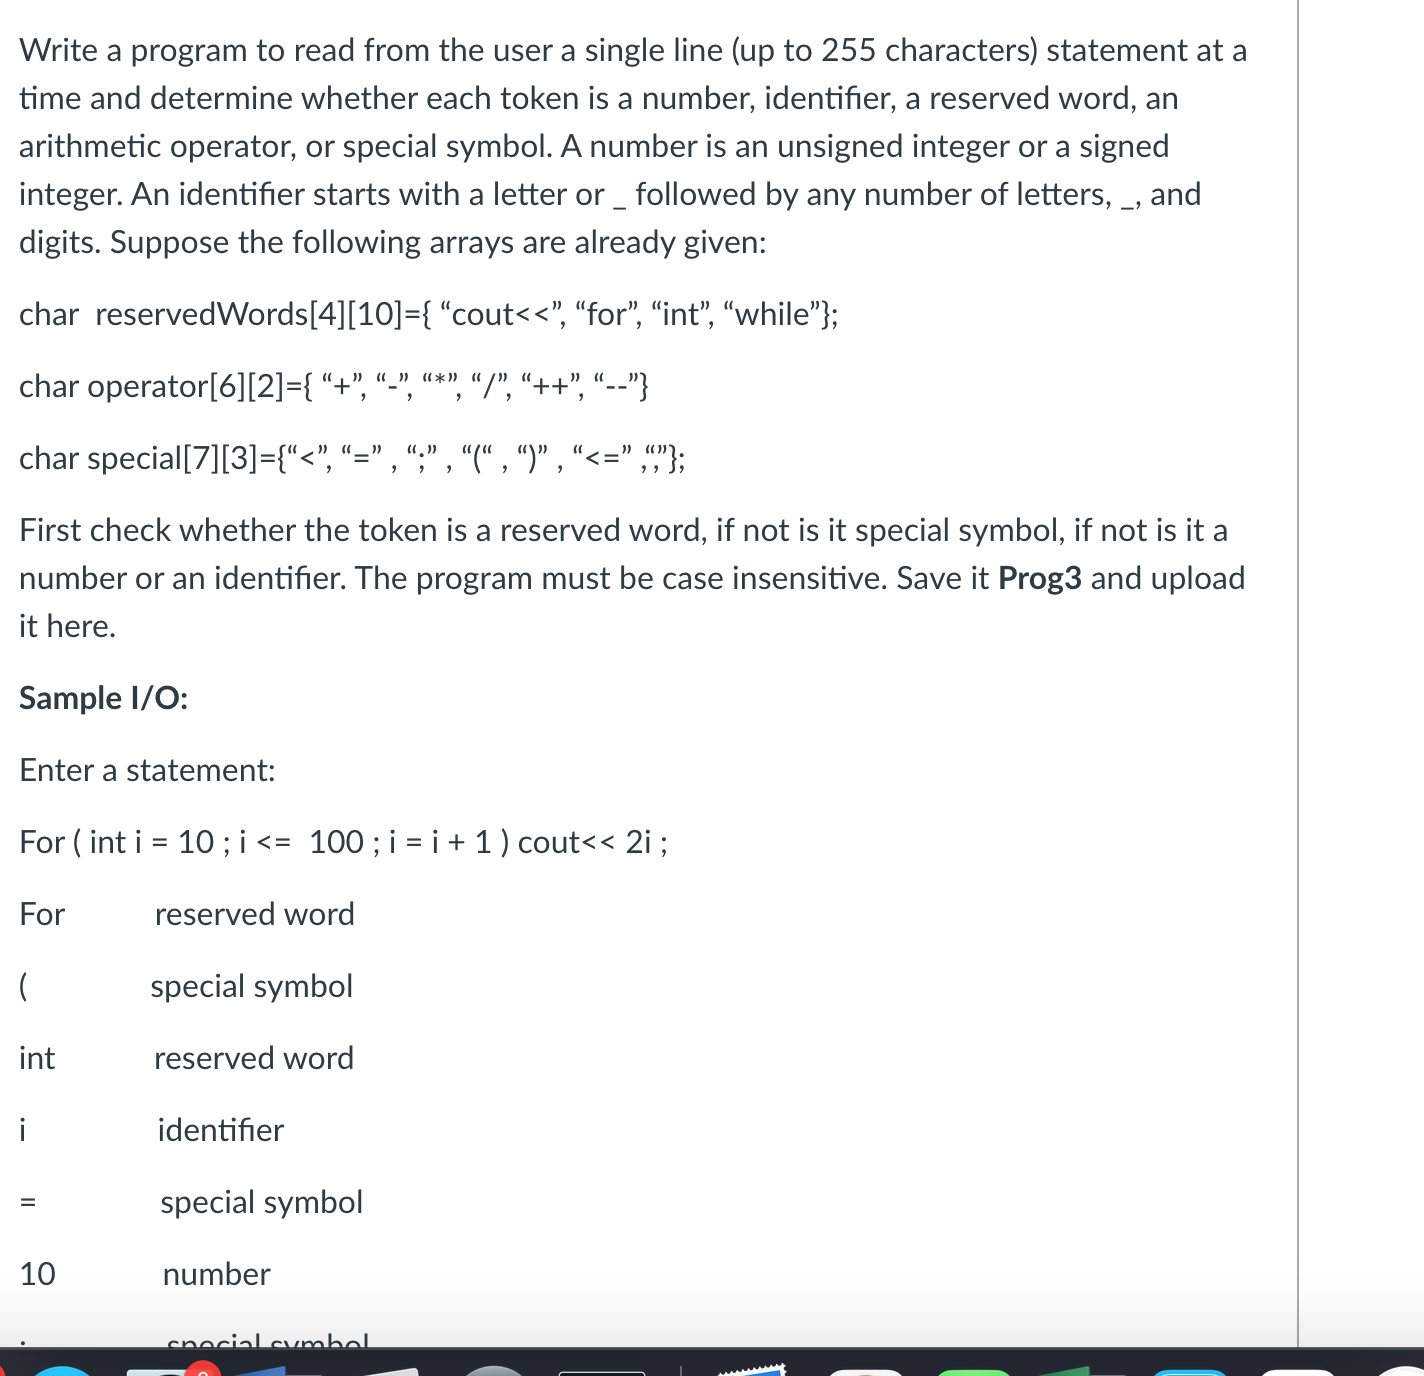 Write a program to read from the user a single line (up to 255 characters) statement at a
time and determine whether each token is a number, identifier, a reserved word, an
arithmetic operator, or special symbol. A number is an unsigned integer or a signed
integer. An identifier starts with a letter or _ followed by any number of letters, _, and
digits. Suppose the following arrays are already given:
char  reservedWords[4][10]={ “cout<<”, “for”, “int”, “while”};
char operator[6][2]={ “+”, “-”, “*”, “/”, “++”, “--”}
char special[7][3]={“<”, “=” , “;” , “(“ , “)” , “<=” ,“,”};
First check whether the token is a reserved word, if not is it special symbol, if not is it a
number or an identifier. The program must be case insensitive. Save it Prog3 and upload
it here.
Sample I/O:
Enter a statement:
For ( int i = 10 ; i <=  100 ; i = i + 1 ) cout<< 2i ;
For reserved word
( special symbol
int reserved word
i identifier
= special symbol
10 number
; special symbol